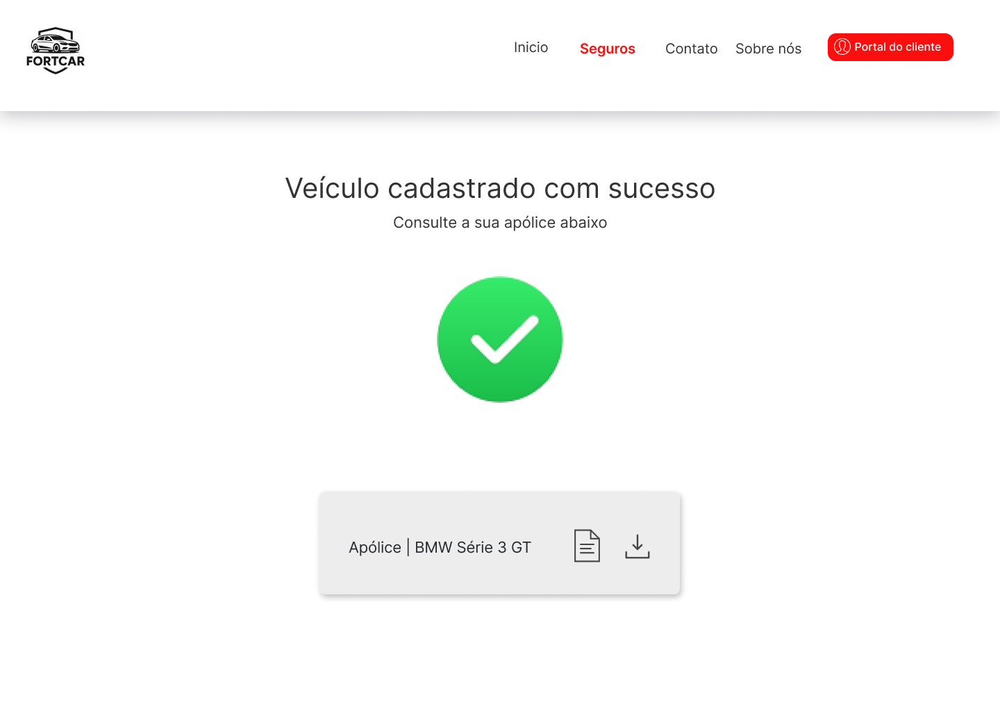 FORTCAR
Inicio
Seguros
Contato
Sobre nós
Portal do cliente
Veículo cadastrado com sucesso
Consulte a sua apólice abaixo
Apólice | BMW Série 3 GT